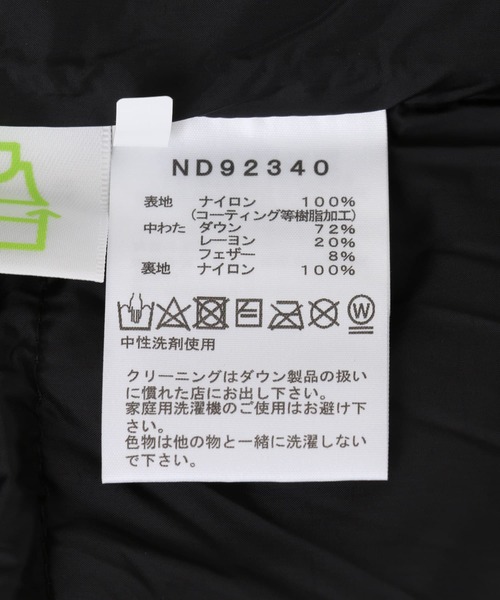 ND92340
表地 ナイロン 100%
(コーティング等樹脂加工)
中わた ダウン 72%
レーヨン 20%
フェザー 8%
裏地 ナイロン 100%
W
中性洗剤使用
クリーニングはダウン製品の扱い
に慣れた店にお出し下さい。
家庭用洗濯機のご使用はお避け下
さい。
色物は他の物と一緒に洗濯しない
で下さい。